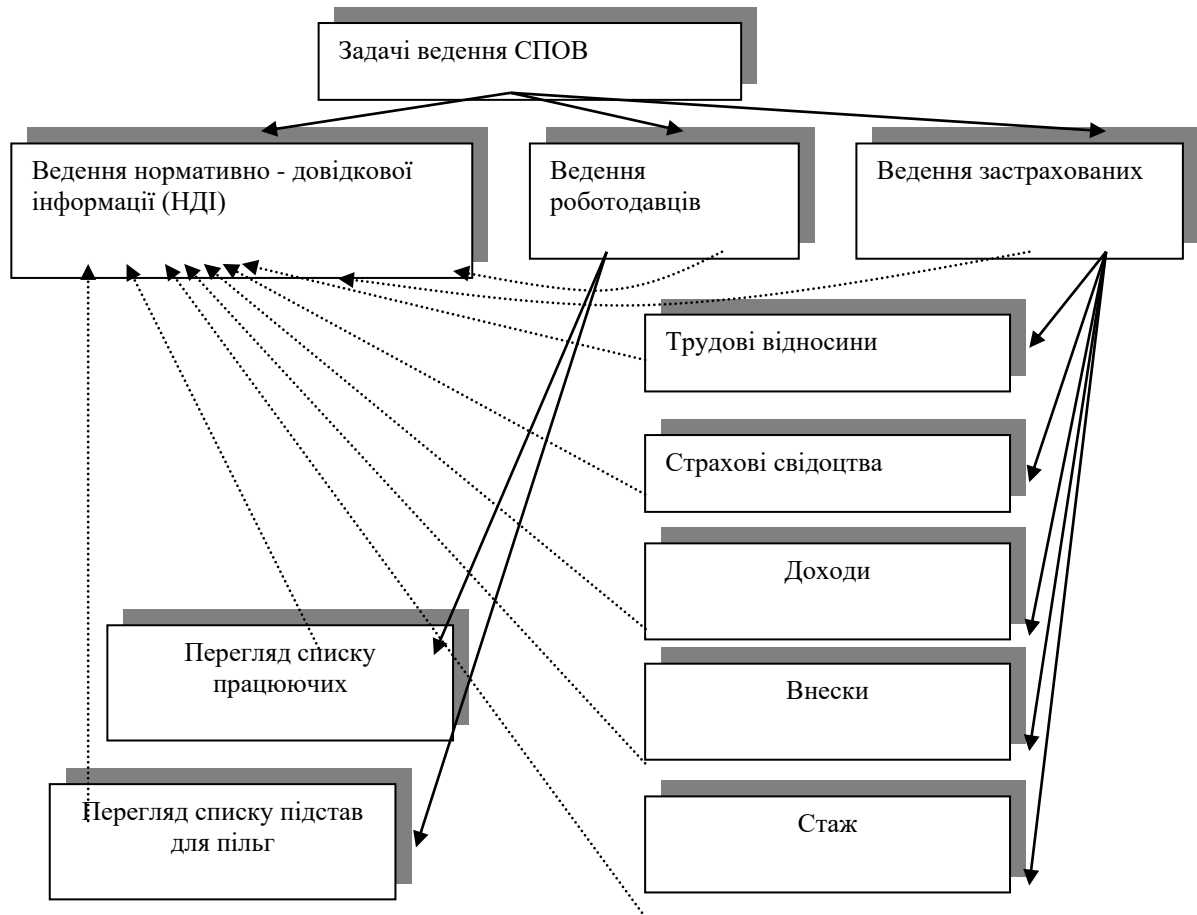 Задачі ведення СПОВ
Ведення нормативно - довідкової
інформації (НДІ)
Ведення
роботодавців
Ведення застрахованих
Трудові відносини
Страхові свідоцтва
Доходи
Перегляд списку
працюючих
Внески
Перегляд списку підстав
для пільг
Стаж